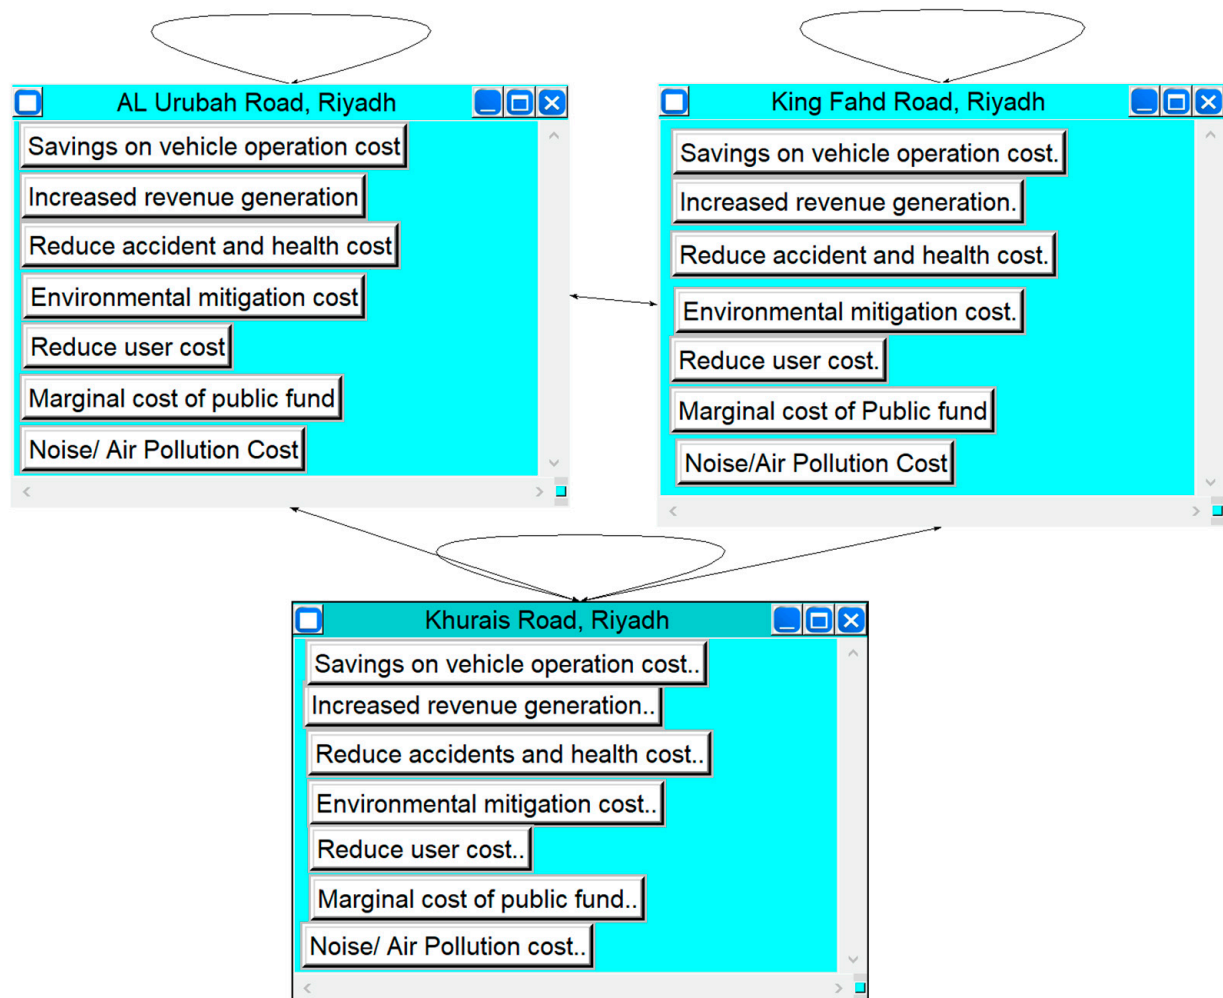 AL Urubah Road, Riyadh
Savings on vehicle operation cost
Increased revenue generation
Reduce accident and health cost
Environmental mitigation cost
Reduce user cost
Marginal cost of public fund
Noise/ Air Pollution Cost
King Fahd Road, Riyadh
Savings on vehicle operation cost.
Increased revenue generation.
Reduce accident and health cost.
Environmental mitigation cost.
Reduce user cost.
Marginal cost of Public fund
Noise/Air Pollution Cost
Khurais Road, Riyadh
Savings on vehicle operation cost..
Increased revenue generation..
Reduce accidents and health cost..
Environmental mitigation cost..
Reduce user cost..
Marginal cost of public fund..
Noise/ Air Pollution cost..